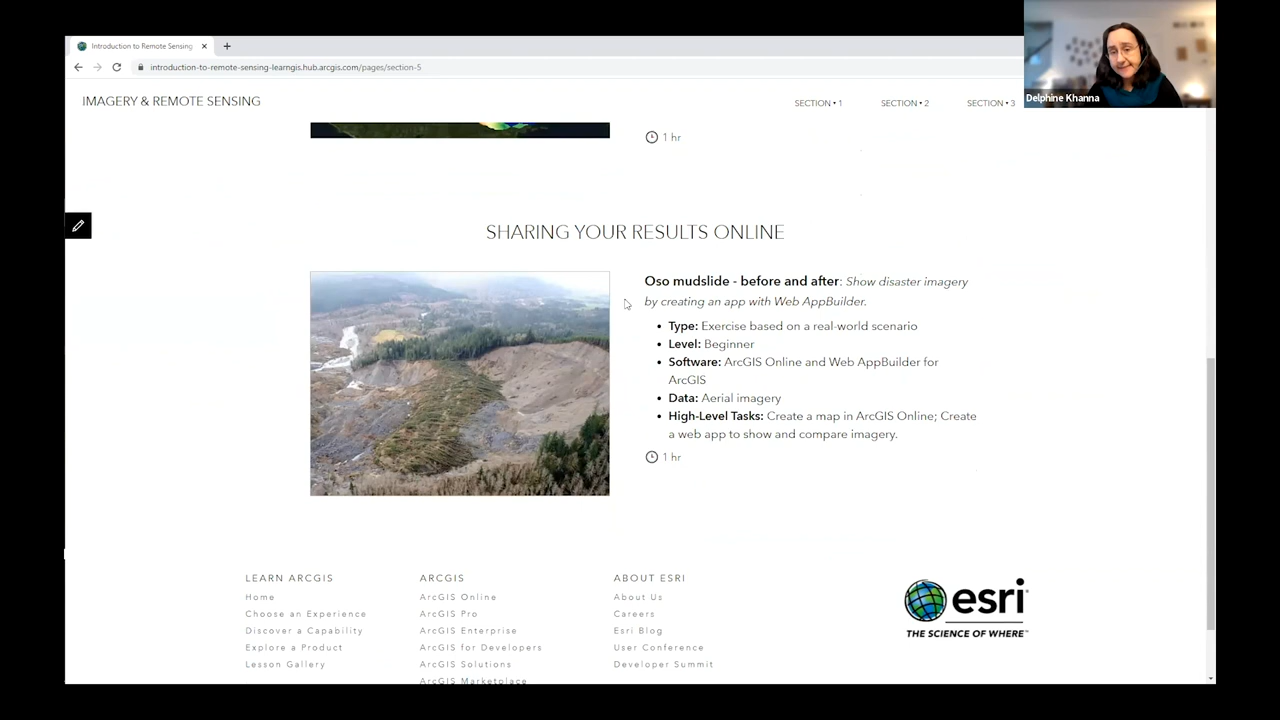 Introduction to Remote Sensing
introduction-to-remote-sensing-learngis.hub.arcgis.com/pages/section-5
Delphine Khanna
IMAGERY & REMOTE SENSING
SECTION • 1
SECTION • 2
SECTION • 3
1 hr
SHARING YOUR RESULTS ONLINE
Oso mudslide - before and after: Show disaster imagery
by creating an app with Web AppBuilder.
• Type: Exercise based on a real-world scenario
• Level: Beginner
• Software: ArcGIS Online and Web AppBuilder for
ArcGIS
• Data: Aerial imagery
• High-Level Tasks: Create a map in ArcGIS Online; Create
a web app to show and compare imagery.
1 hr
LEARN ARCGIS
Home
Choose an Experience
Discover a Capability
Explore a Product
Lesson Gallery
ARCGIS
ArcGIS Online
ArcGIS Pro
ArcGIS Enterprise
ArcGIS for Developers
ArcGIS Solutions
ArcGIS Marketplace
ABOUT ESRI
About Us
Careers
Esri Blog
User Conference
Developer Summit
esri
THE SCIENCE OF WHERE™